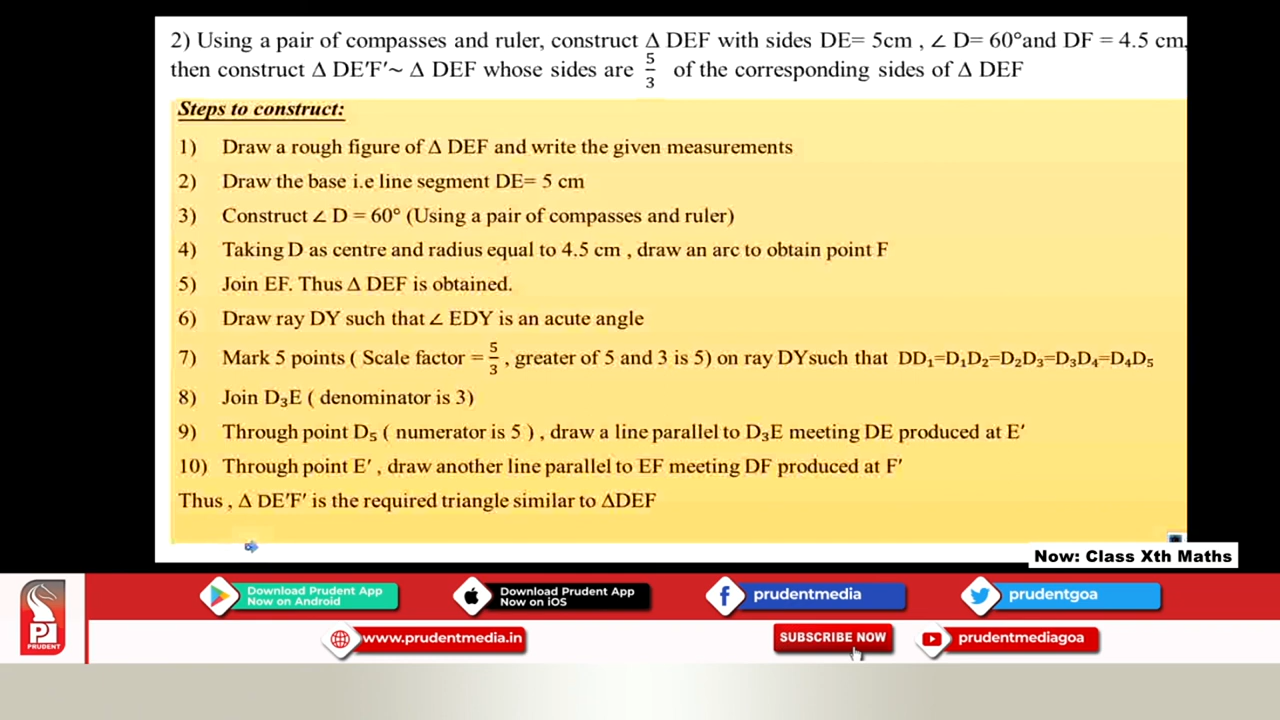 2) Using a pair of compasses and ruler, construct Δ DEF with sides DE= 5cm , ∠ D= 60°and DF = 4.5 cm,
then construct Δ DE′F′~ Δ DEF whose sides are 5/3 of the corresponding sides of Δ DEF
Steps to construct:
1) Draw a rough figure of Δ DEF and write the given measurements
2) Draw the base i.e line segment DE= 5 cm
3) Construct ∠ D = 60° (Using a pair of compasses and ruler)
4) Taking D as centre and radius equal to 4.5 cm , draw an arc to obtain point F
5) Join EF. Thus Δ DEF is obtained.
6) Draw ray DY such that ∠ EDY is an acute angle
7) Mark 5 points ( Scale factor = 5/3 , greater of 5 and 3 is 5) on ray DYsuch that DD₁=D₁D₂=D₂D₃=D₃D₄=D₄D₅
8) Join D₃E ( denominator is 3)
9) Through point D₅ ( numerator is 5 ) , draw a line parallel to D₃E meeting DE produced at E′
10) Through point E′ , draw another line parallel to EF meeting DF produced at F′
Thus , Δ DE′F′ is the required triangle similar to ΔDEF
Now: Class Xth Maths
Download Prudent App
Now on Android
Download Prudent App
Now on iOS
prudentmedia
prudentgoa
PRUDENT
www.prudentmedia.in
SUBSCRIBE NOW
prudentmediagoa